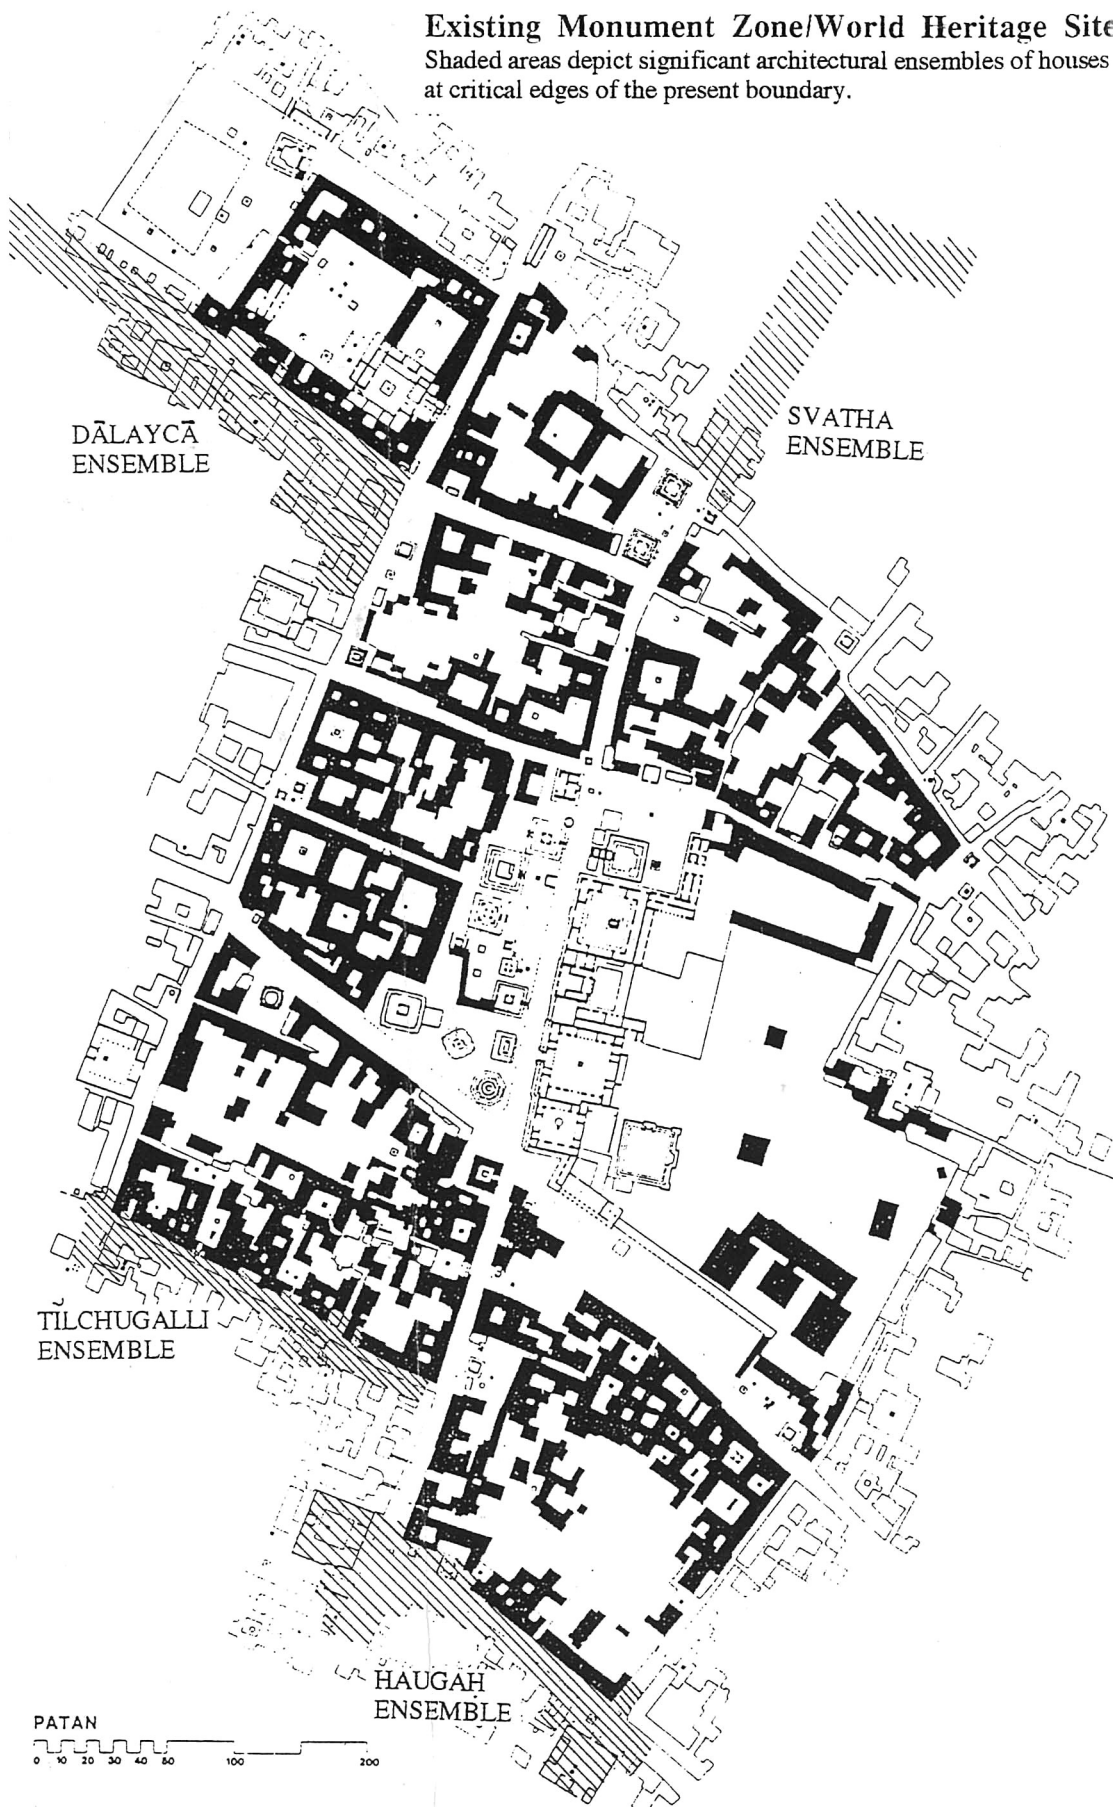 Existing Monument Zone/World Heritage Site
Shaded areas depict significant architectural ensembles of houses
at critical edges of the present boundary.
SVATHA
ENSEMBLE
DĀLAYCĀ
ENSEMBLE
TĬLCHUGALLI
ENSEMBLE
HAUGAH
ENSEMBLE
PATAN
0 10 20 30 40 50 100 200